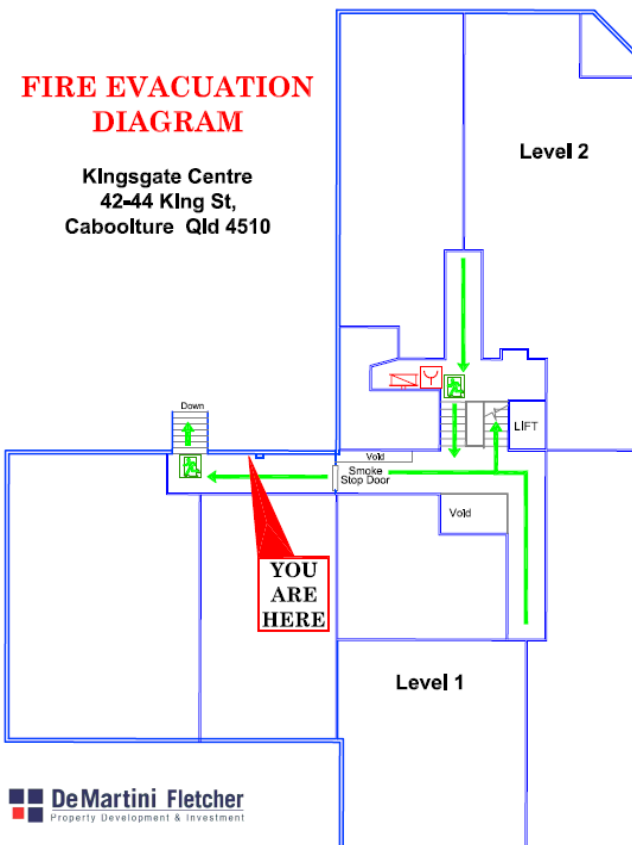 FIRE EVACUATION
DIAGRAM
KIngsgate Centre
42-44 KIng St,
Caboolture Qld 4510
Level 2
Down
LIFT
Void
Smoke
Stop Door
Void
YOU
ARE
HERE
Level 1
DeMartini Fletcher
Property Development & Investment